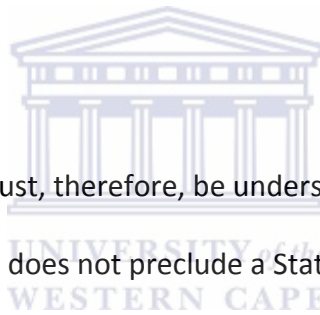 ust, therefore, be unders
UNIVERSITY of the
does not preclude a Stat
WESTERN CAPE